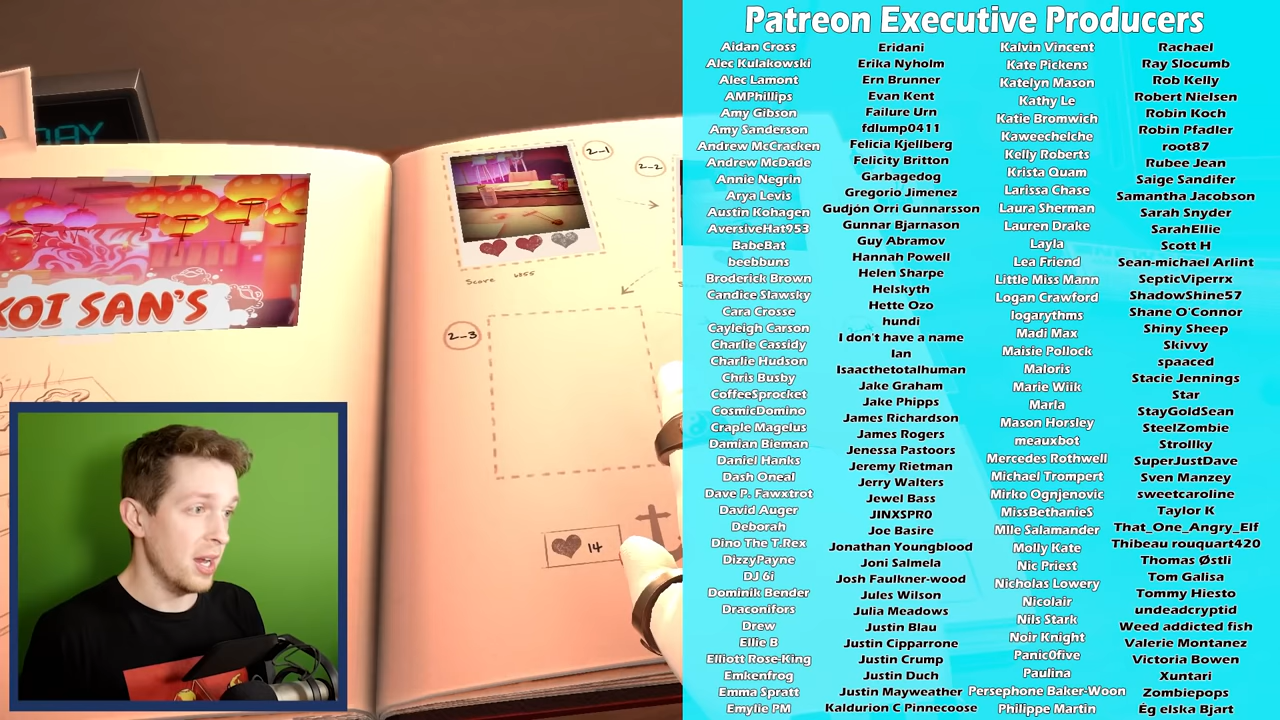 DAY
KOI SAN'S
2-1
2-2
Score
2-3
14
Patreon Executive Producers
Aidan Cross
Alec Kulakowski
Alec Lamont
AMPhillips
Amy Gibson
Amy Sanderson
Andrew McCracken
Andrew McDade
Annie Negrin
Arya Levis
Austin Kohagen
AversiveHat953
BabeBat
beebbuns
Broderick Brown
Candice Slawsky
Cara Crosse
Cayleigh Carson
Charlie Cassidy
Charlie Hudson
Chris Busby
CoffeeSprocket
CosmicDomino
Craple Magelus
Damian Bieman
Daniel Hanks
Dash Oneal
Dave P. Fawxtrot
David Auger
Deborah
Dino The T.Rex
DizzyPayne
DJ 6i
Dominik Bender
Draconifors
Drew
Ellie B
Elliott Rose-King
Emkenfrog
Emma Spratt
Emylie PM
Eridani
Erika Nyholm
Ern Brunner
Evan Kent
Failure Urn
fdlump0411
Felicia Kjellberg
Felicity Britton
Garbagedog
Gregorio Jimenez
Gudjón Orri Gunnarsson
Gunnar Bjarnason
Guy Abramov
Hannah Powell
Helen Sharpe
Helskyth
Hette Ozo
hundi
I don't have a name
Ian
Isaacthetotalhuman
Jake Graham
Jake Phipps
James Richardson
James Rogers
Jenessa Pastoors
Jeremy Rietman
Jerry Walters
Jewel Bass
JINXSPR0
Joe Basire
Jonathan Youngblood
Joni Salmela
Josh Faulkner-wood
Jules Wilson
Julia Meadows
Justin Blau
Justin Cipparrone
Justin Crump
Justin Duch
Justin Mayweather
Kaldurion C Pinnecoose
Kalvin Vincent
Kate Pickens
Katelyn Mason
Kathy Le
Katie Bromwich
Kaweechelche
Kelly Roberts
Krista Quam
Larissa Chase
Laura Sherman
Lauren Drake
Layla
Lea Friend
Little Miss Mann
Logan Crawford
logarythms
Madi Max
Maisie Pollock
Maloris
Marie Wiik
Marla
Mason Horsley
meauxbot
Mercedes Rothwell
Michael Trompert
Mirko Ognjenovic
MissBethanieS
Mlle Salamander
Molly Kate
Nic Priest
Nicholas Lowery
Nicolair
Nils Stark
Noir Knight
Panic0five
Paulina
Persephone Baker-Woon
Philippe Martin
Rachael
Ray Slocumb
Rob Kelly
Robert Nielsen
Robin Koch
Robin Pfadler
root87
Rubee Jean
Saige Sandifer
Samantha Jacobson
Sarah Snyder
SarahEllie
Scott H
Sean-michael Arlint
SepticViperrx
ShadowShine57
Shane O'Connor
Shiny Sheep
Skivvy
spaaced
Stacie Jennings
Star
StayGoldSean
SteelZombie
Strollky
SuperJustDave
Sven Manzey
sweetcaroline
Taylor K
That_One_Angry_Elf
Thibeau rouquart420
Thomas Østli
Tom Galisa
Tommy Hiesto
undeadcryptid
Weed addicted fish
Valerie Montanez
Victoria Bowen
Xuntari
Zombiepops
Ég elska Bjart